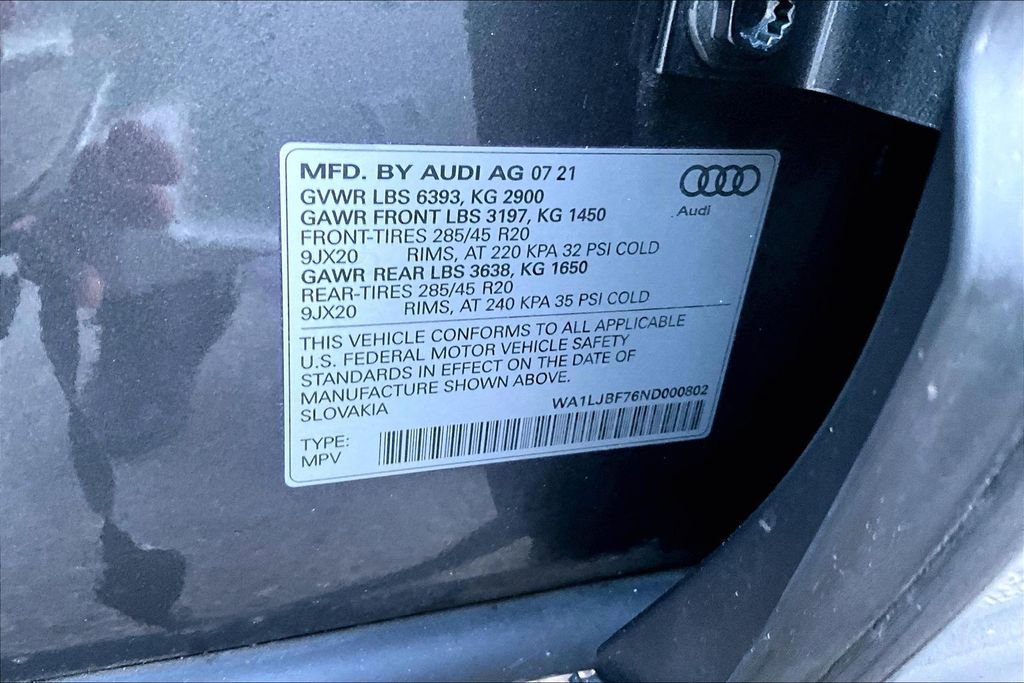 MFD. BY AUDI AG 07 21
GVWR LBS 6393, KG 2900
GAWR FRONT LBS 3197, KG 1450
FRONT-TIRES 285/45 R20
9JX20 RIMS, AT 220 KPA 32 PSI COLD
GAWR REAR LBS 3638, KG 1650
REAR-TIRES 285/45 R20
9JX20 RIMS, AT 240 KPA 35 PSI COLD
Audi
THIS VEHICLE CONFORMS TO ALL APPLICABLE
U.S. FEDERAL MOTOR VEHICLE SAFETY
STANDARDS IN EFFECT ON THE DATE OF
MANUFACTURE SHOWN ABOVE.
SLOVAKIA
WA1LJBF76ND000802
TYPE:
MPV